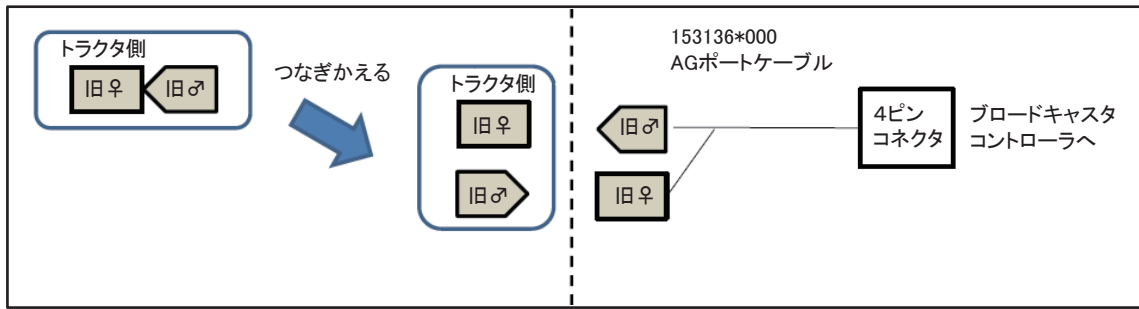 トラクタ側
旧♀
旧♂
つなぎかえる
トラクタ側
旧♀
旧♂
153136*000
AGポートケーブル
旧♂
旧♀
4ピン
コネクタ
ブロードキャスタ
コントローラへ